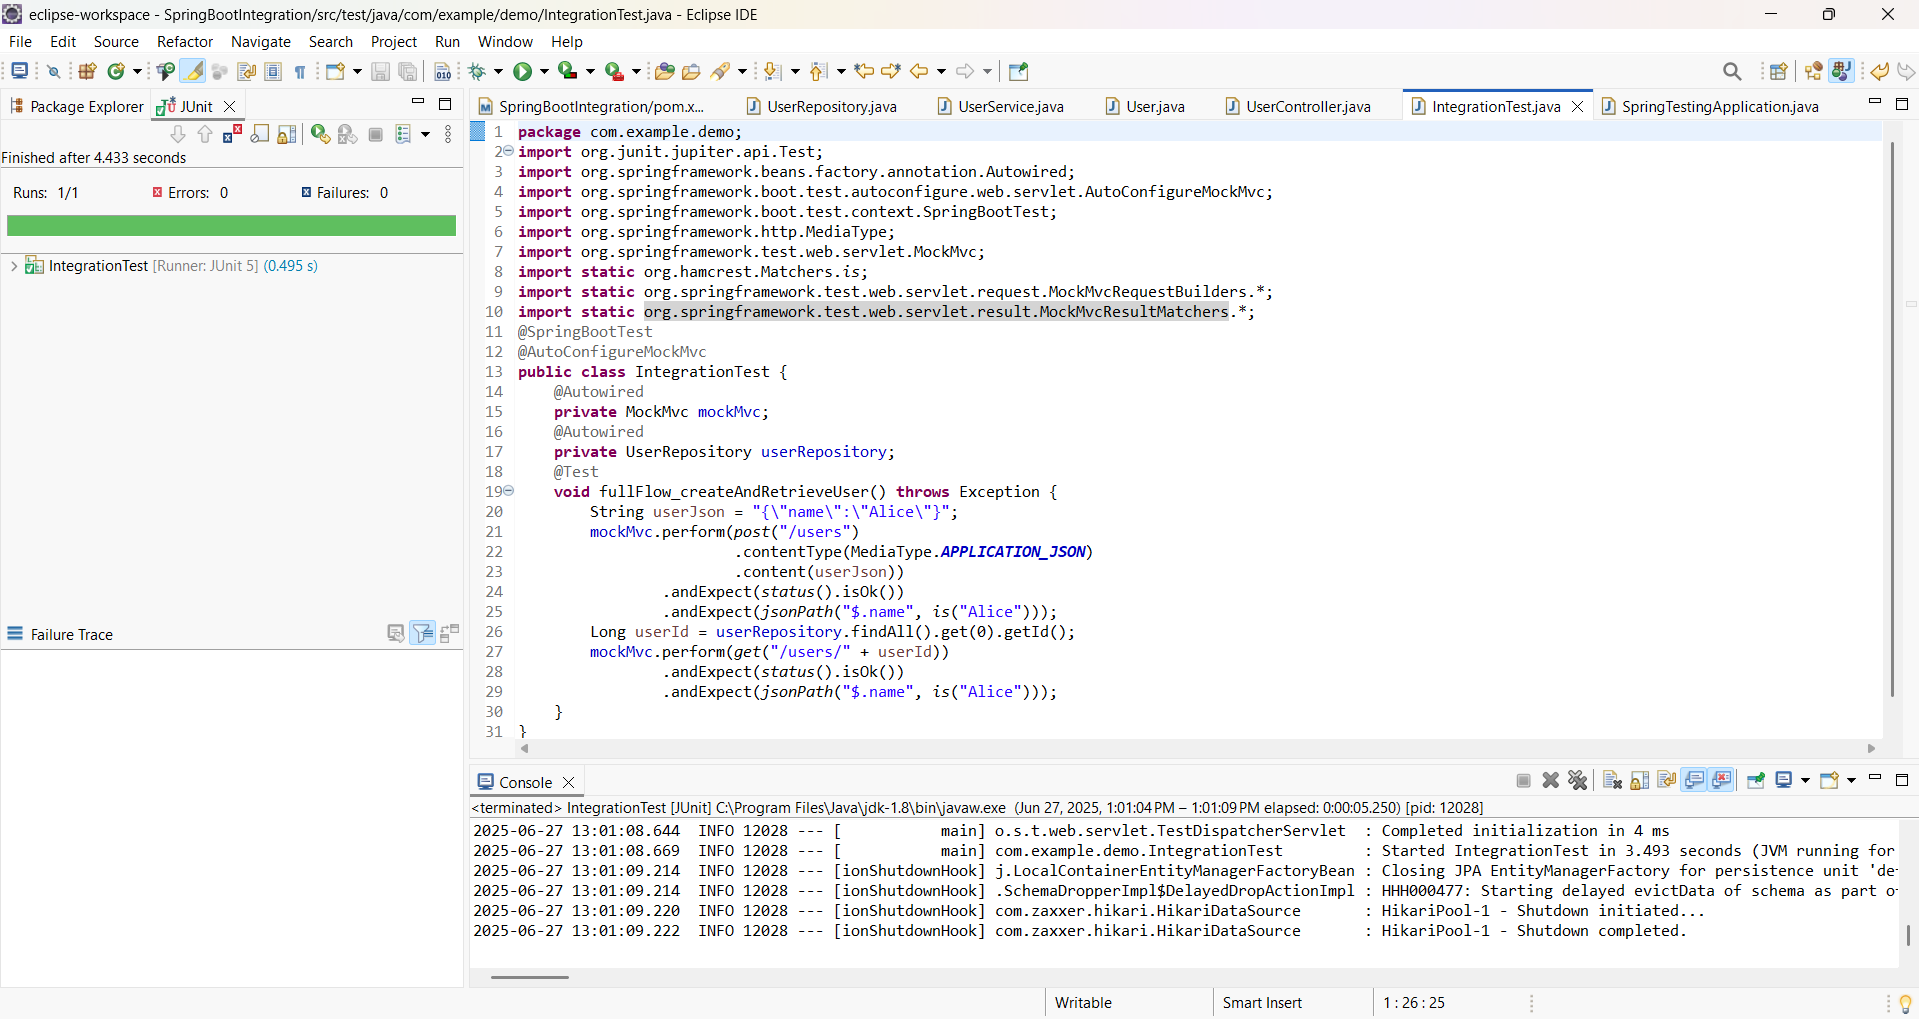 eclipse-workspace - SpringBootIntegration/src/test/java/com/example/demo/IntegrationTest.java - Eclipse IDE
File Edit Source Refactor Navigate Search Project Run Window Help
Package Explorer JUnit
Finished after 4.433 seconds
Runs: 1/1 Errors: 0 Failures: 0
IntegrationTest [Runner: JUnit 5] (0.495 s)
Failure Trace
SpringBootIntegration/pom.x... UserRepository.java UserService.java User.java UserController.java IntegrationTest.java SpringTestingApplication.java
1 package com.example.demo;
2 import org.junit.jupiter.api.Test;
3 import org.springframework.beans.factory.annotation.Autowired;
4 import org.springframework.boot.test.autoconfigure.web.servlet.AutoConfigureMockMvc;
5 import org.springframework.boot.test.context.SpringBootTest;
6 import org.springframework.http.MediaType;
7 import org.springframework.test.web.servlet.MockMvc;
8 import static org.hamcrest.Matchers.is;
9 import static org.springframework.test.web.servlet.request.MockMvcRequestBuilders.*;
10 import static org.springframework.test.web.servlet.result.MockMvcResultMatchers.*;
11 @SpringBootTest
12 @AutoConfigureMockMvc
13 public class IntegrationTest {
14     @Autowired
15     private MockMvc mockMvc;
16     @Autowired
17     private UserRepository userRepository;
18     @Test
19     void fullFlow_createAndRetrieveUser() throws Exception {
20         String userJson = "{\"name\":\"Alice\"}";
21         mockMvc.perform(post("/users")
22                         .contentType(MediaType.APPLICATION_JSON)
23                         .content(userJson))
24                 .andExpect(status().isOk())
25                 .andExpect(jsonPath("$.name", is("Alice")));
26         Long userId = userRepository.findAll().get(0).getId();
27         mockMvc.perform(get("/users/" + userId))
28                 .andExpect(status().isOk())
29                 .andExpect(jsonPath("$.name", is("Alice")));
30     }
31 }
Console
<terminated> IntegrationTest [JUnit] C:\Program Files\Java\jdk-1.8\bin\javaw.exe (Jun 27, 2025, 1:01:04 PM – 1:01:09 PM elapsed: 0:00:05.250) [pid: 12028]
2025-06-27 13:01:08.644  INFO 12028 --- [           main] o.s.t.web.servlet.TestDispatcherServlet  : Completed initialization in 4 ms
2025-06-27 13:01:08.669  INFO 12028 --- [           main] com.example.demo.IntegrationTest         : Started IntegrationTest in 3.493 seconds (JVM running for
2025-06-27 13:01:09.214  INFO 12028 --- [ionShutdownHook] j.LocalContainerEntityManagerFactoryBean : Closing JPA EntityManagerFactory for persistence unit 'de
2025-06-27 13:01:09.214  INFO 12028 --- [ionShutdownHook] .SchemaDropperImpl$DelayedDropActionImpl : HHH000477: Starting delayed evictData of schema as part o
2025-06-27 13:01:09.220  INFO 12028 --- [ionShutdownHook] com.zaxxer.hikari.HikariDataSource       : HikariPool-1 - Shutdown initiated...
2025-06-27 13:01:09.222  INFO 12028 --- [ionShutdownHook] com.zaxxer.hikari.HikariDataSource       : HikariPool-1 - Shutdown completed.
Writable Smart Insert 1 : 26 : 25